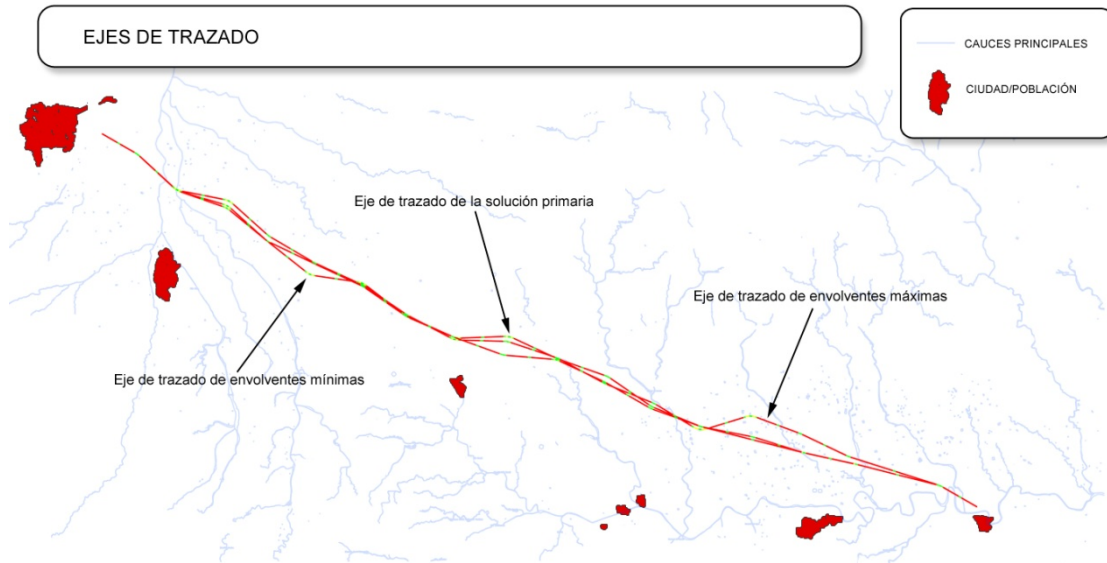 EJES DE TRAZADO
CAUCES PRINCIPALES
CIUDAD/POBLACIÓN
Eje de trazado de la solución primaria
Eje de trazado de envolventes máximas
Eje de trazado de envolventes mínimas